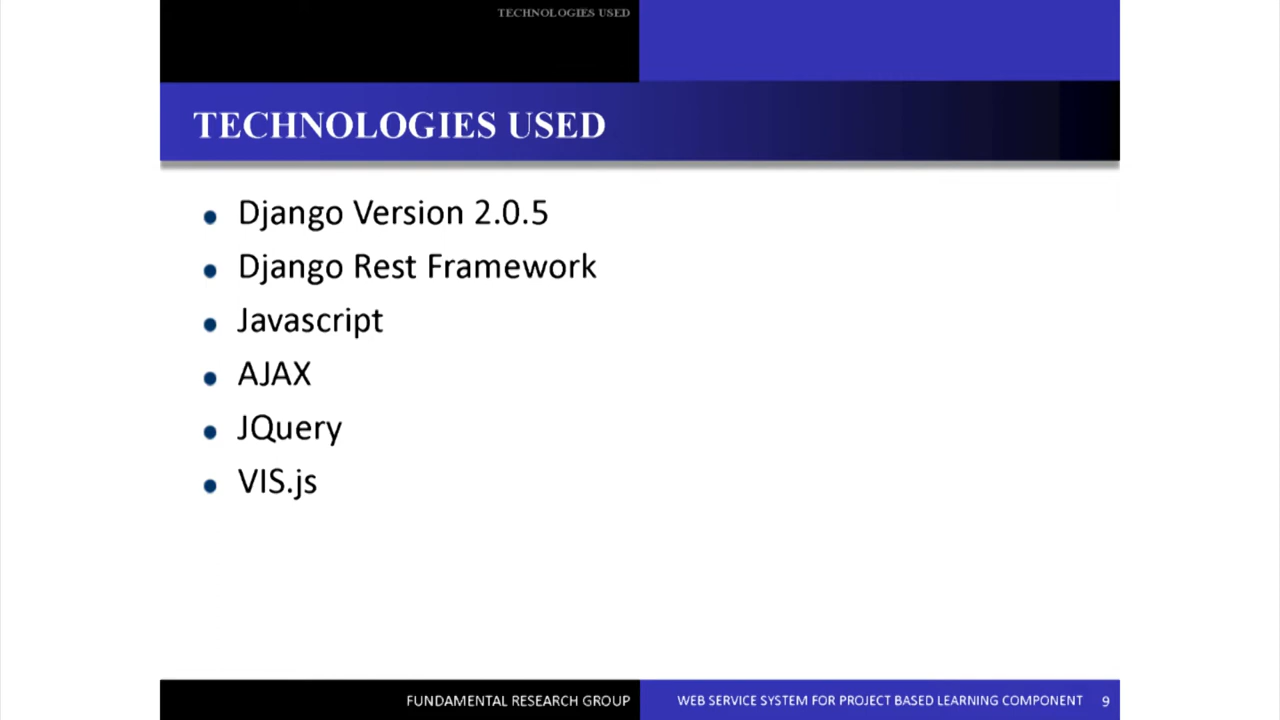 TECHNOLOGIES USED
TECHNOLOGIES USED
Django Version 2.0.5
Django Rest Framework
Javascript
AJAX
JQuery
VIS.js
FUNDAMENTAL RESEARCH GROUP
WEB SERVICE SYSTEM FOR PROJECT BASED LEARNING COMPONENT 9